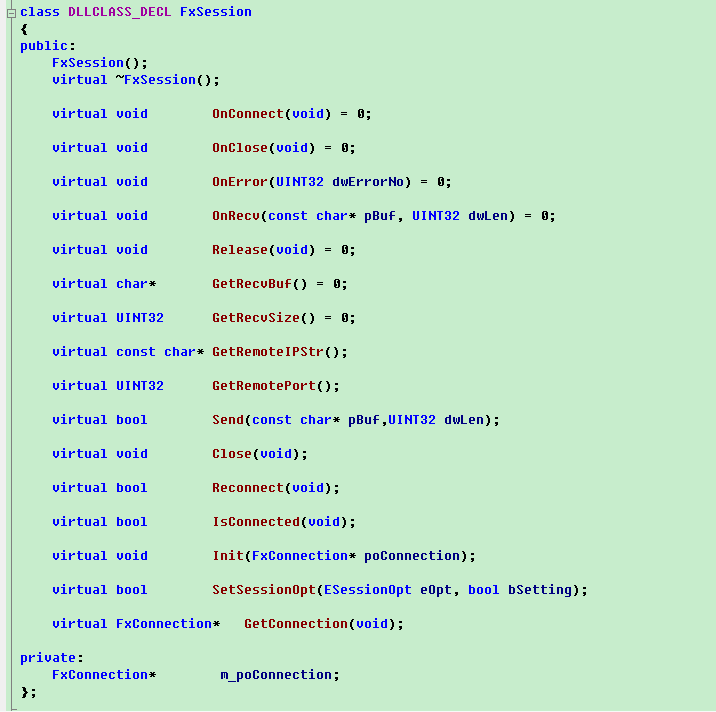 class DLLCLASS_DECL FxSession
{
public:
    FxSession();
    virtual ~FxSession();
    virtual void        OnConnect(void) = 0;
    virtual void        OnClose(void) = 0;
    virtual void        OnError(UINT32 dwErrorNo) = 0;
    virtual void        OnRecv(const char* pBuf, UINT32 dwLen) = 0;
    virtual void        Release(void) = 0;
    virtual char*       GetRecvBuf() = 0;
    virtual UINT32      GetRecvSize() = 0;
    virtual const char* GetRemoteIPStr();
    virtual UINT32      GetRemotePort();
    virtual bool        Send(const char* pBuf,UINT32 dwLen);
    virtual void        Close(void);
    virtual bool        Reconnect(void);
    virtual bool        IsConnected(void);
    virtual void        Init(FxConnection* poConnection);
    virtual bool        SetSessionOpt(ESessionOpt eOpt, bool bSetting);
    virtual FxConnection*   GetConnection(void);
private:
    FxConnection*        m_poConnection;
};